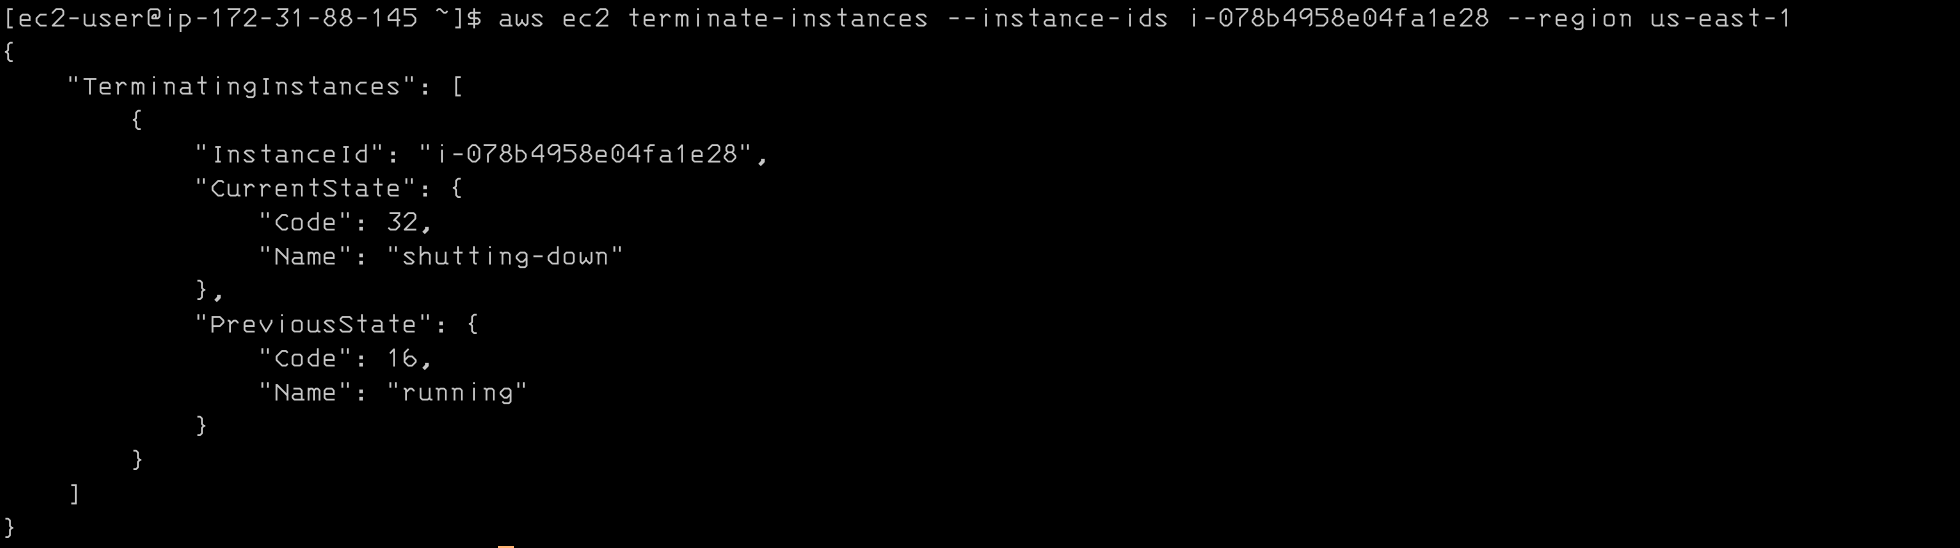 [ec2-user@ip-172-31-88-145 ~]$ aws ec2 terminate-instances --instance-ids i-078b4958e04fa1e28 --region us-east-1
{
    "TerminatingInstances": [
        {
            "InstanceId": "i-078b4958e04fa1e28",
            "CurrentState": {
                "Code": 32,
                "Name": "shutting-down"
            },
            "PreviousState": {
                "Code": 16,
                "Name": "running"
            }
        }
    ]
}